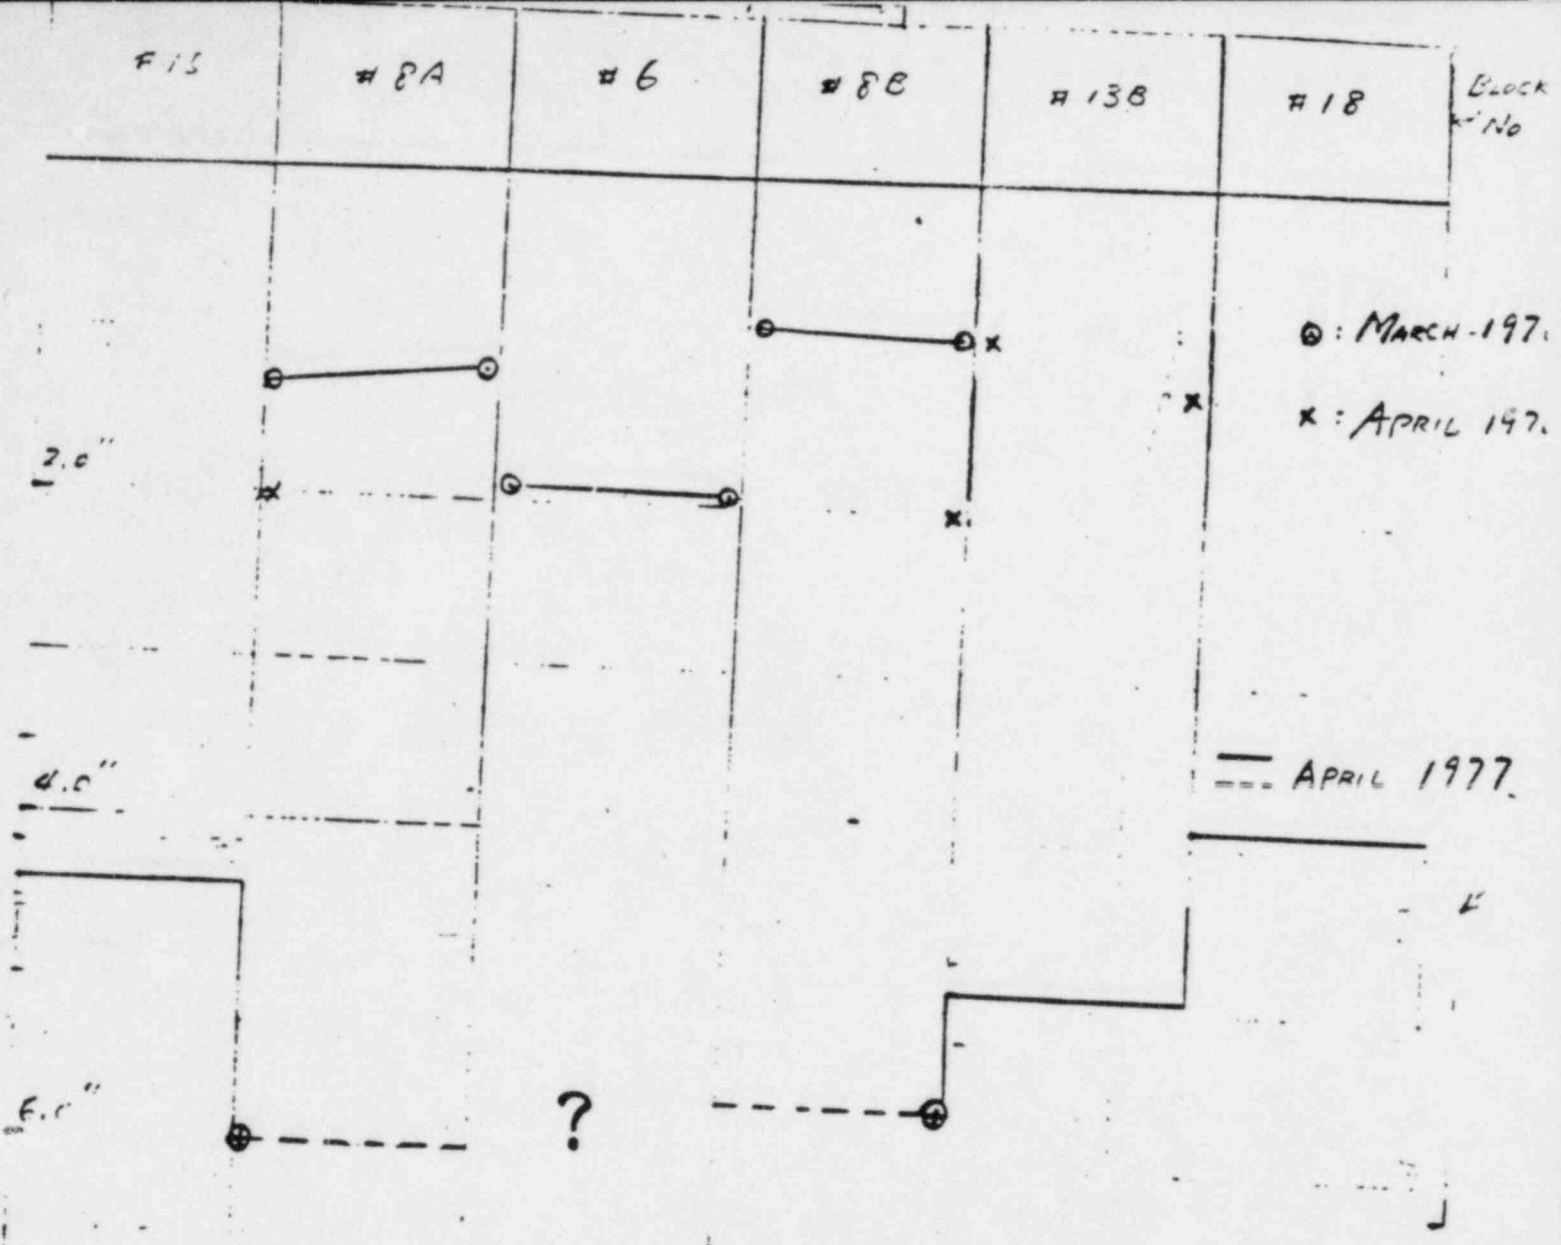 # 8A # 6 # 8B # 13B # 18
BLOCK
No
: MARCH - 197.
x : APRIL 197.
2.0"
4.0"
APRIL 1977.
6.0"
?